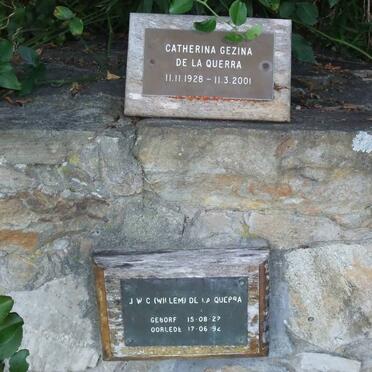 CATHERINA GEZINA
DE LA QUERRA
11.11.1928 – 11.3.2001
J W C (WILLEM) DE LA QUERRA
GEBORE 15·08·27
OORLEDE 17·06·92